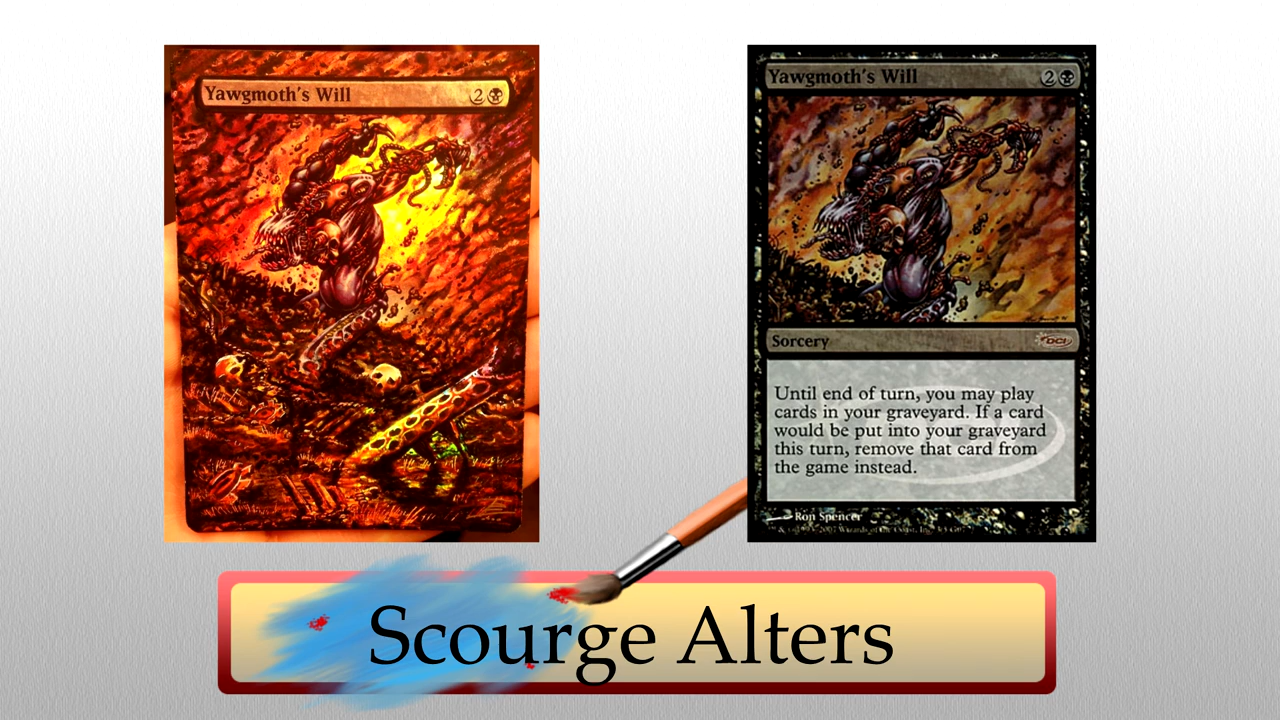 Yawgmoth's Will 2
Yawgmoth's Will 2
Sorcery
DCI
Until end of turn, you may play
cards in your graveyard. If a card
would be put into your graveyard
this turn, remove that card from
the game instead.
Ron Spencer
Scourge Alters